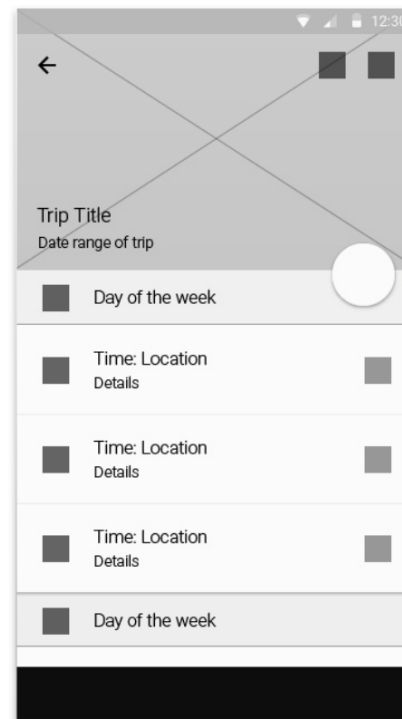 12:30
Trip Title
Date range of trip
Day of the week
Time: Location
Details
Time: Location
Details
Time: Location
Details
Day of the week